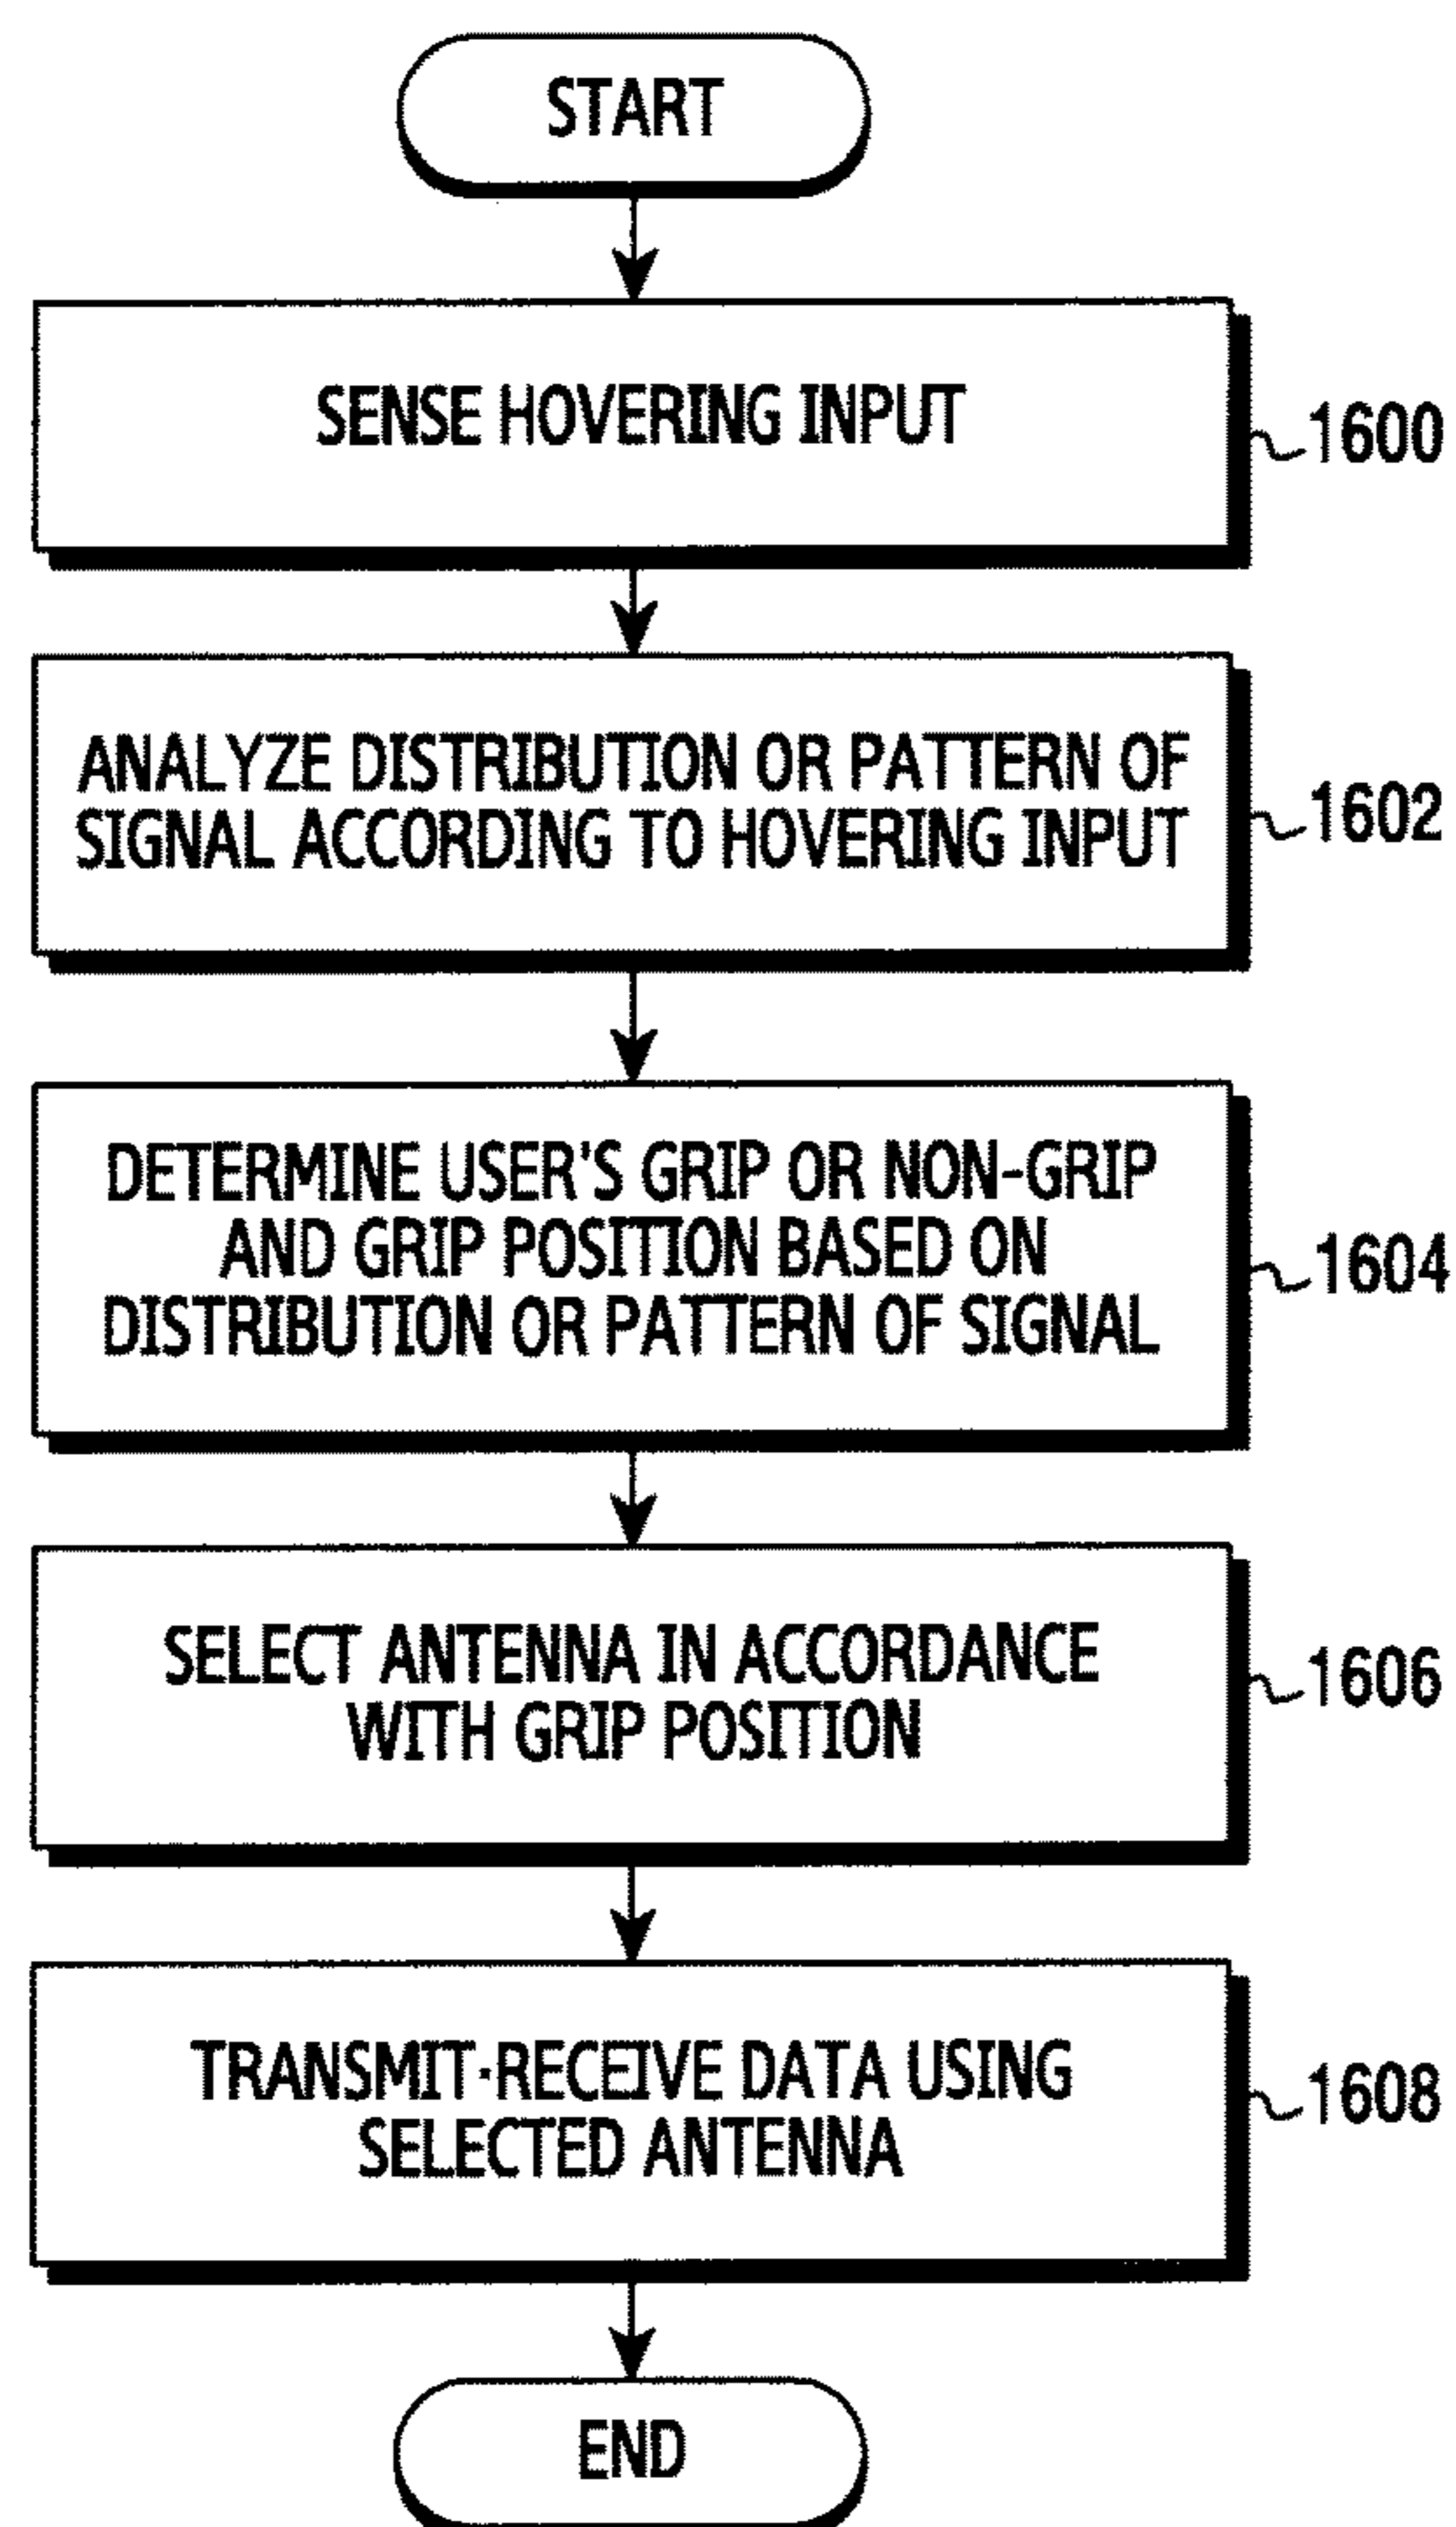 START
SENSE HOVERING INPUT
1600
ANALYZE DISTRIBUTION OR PATTERN OF
SIGNAL ACCORDING TO HOVERING INPUT
1602
DETERMINE USER'S GRIP OR NON-GRIP
AND GRIP POSITION BASED ON
DISTRIBUTION OR PATTERN OF SIGNAL
1604
SELECT ANTENNA IN ACCORDANCE
WITH GRIP POSITION
1606
TRANSMIT·RECEIVE DATA USING
SELECTED ANTENNA
1608
END